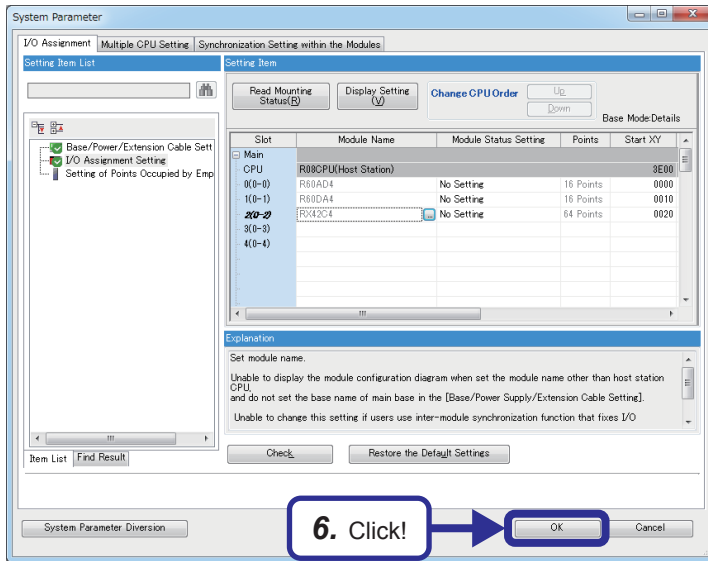 System Parameter
I/O Assignment Multiple CPU Setting Synchronization Setting within the Modules
Setting Item List
Setting Item
Read Mounting
Status(R)
Display Setting
(V)
Change CPU Order
Up
Down
Base Mode:Details
Base/Power/Extension Cable Sett
I/O Assignment Setting
Setting of Points Occupied by Emp
Slot Module Name Module Status Setting Points Start XY
Main
CPU R08CPU(Host Station) 3E00
0(0-0) R60AD4 No Setting 16 Points 0000
1(0-1) R60DA4 No Setting 16 Points 0010
2(0-2) RX42C4 ... No Setting 64 Points 0020
3(0-3)
4(0-4)
Explanation
Set module name.
Unable to display the module configuration diagram when set the module name other than host station
CPU,
and do not set the base name of main base in the [Base/Power Supply/Extension Cable Setting].
Unable to change this setting if users use inter-module synchronization function that fixes I/O
Item List Find Result
Check
Restore the Default Settings
System Parameter Diversion
6. Click!
OK
Cancel